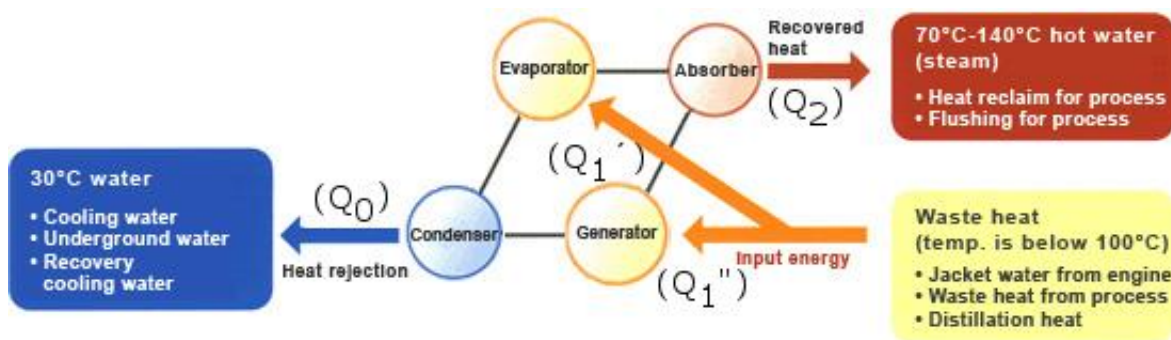 Recovered
heat
Evaporator
Absorber
(Q2)
70°C-140°C hot water
(steam)
• Heat reclaim for process
• Flushing for process
(Q1´)
30°C water
• Cooling water
• Underground water
• Recovery
cooling water
(Q0)
Heat rejection
Condenser
Generator
(Q1")
Input energy
Waste heat
(temp. is below 100°C)
• Jacket water from engine
• Waste heat from process
• Distillation heat